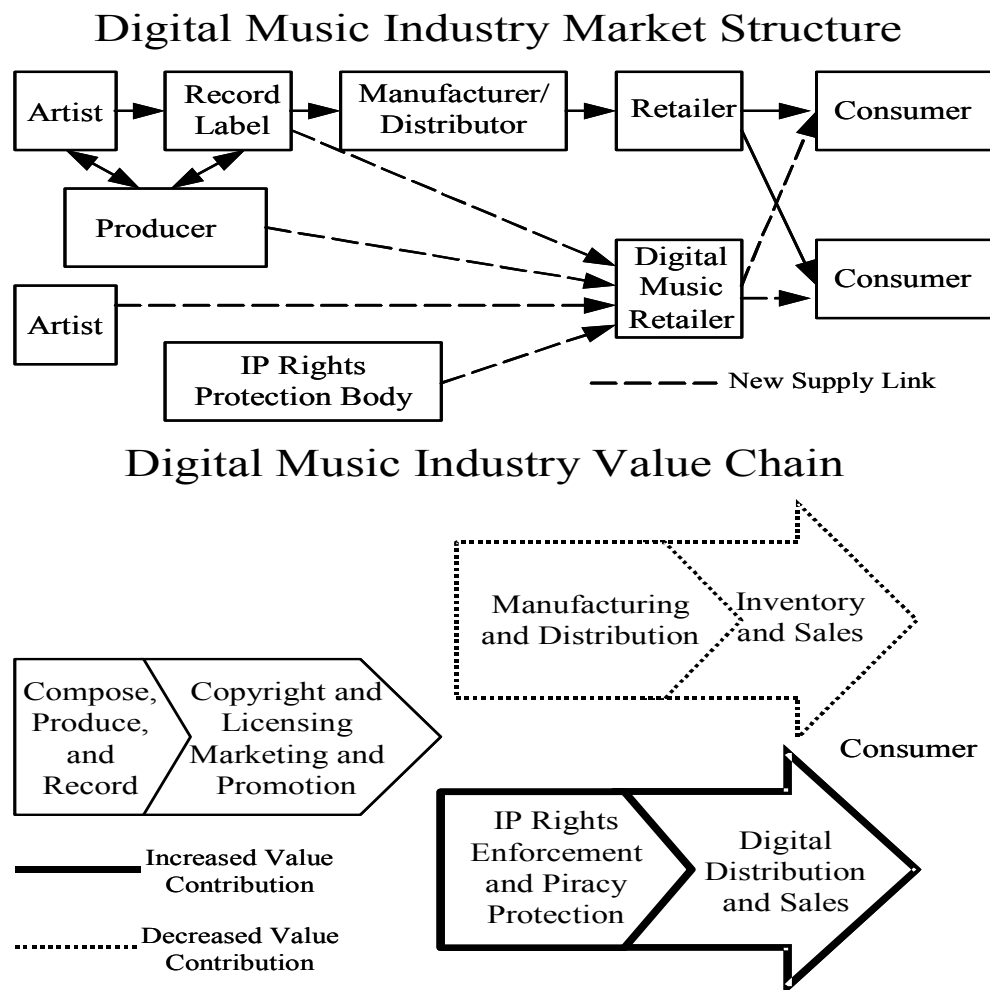 Digital Music Industry Market Structure
Artist
Record
Label
Manufacturer/
Distributor
Retailer
Consumer
Producer
Digital
Music
Retailer
Consumer
Artist
IP Rights
Protection Body
New Supply Link
Digital Music Industry Value Chain
Manufacturing
and Distribution
Inventory
and Sales
Compose,
Produce,
and
Record
Copyright and
Licensing
Marketing and
Promotion
Consumer
IP Rights
Enforcement
and Piracy
Protection
Digital
Distribution
and Sales
Increased Value
Contribution
Decreased Value
Contribution